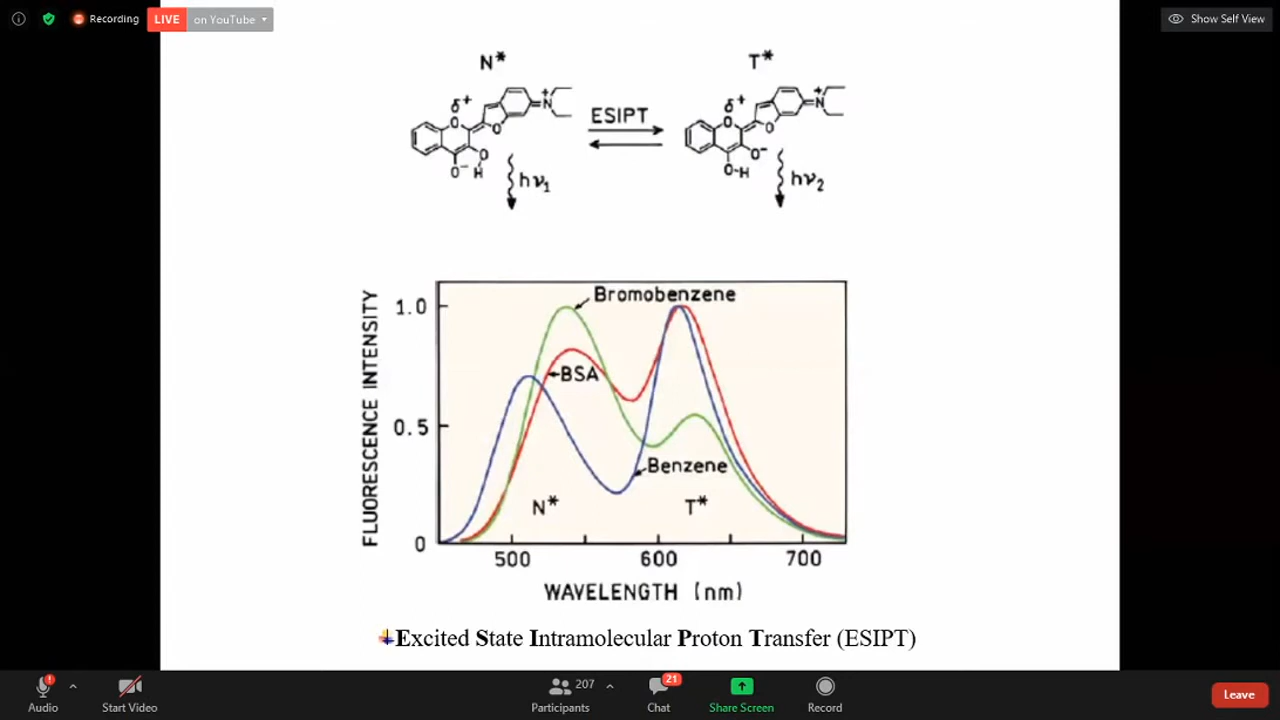 Recording
LIVE on YouTube
Show Self View
N*
T*
δ+
N+
O
O
O
O−
H
ESIPT
δ+
N+
O
O
O−
O-H
hν1
hν2
FLUORESCENCE INTENSITY
1.0
0.5
0
Bromobenzene
BSA
Benzene
N*
T*
500
600
700
WAVELENGTH (nm)
Excited State Intramolecular Proton Transfer (ESIPT)
Audio
Start Video
207
Participants
21
Chat
Share Screen
Record
Leave